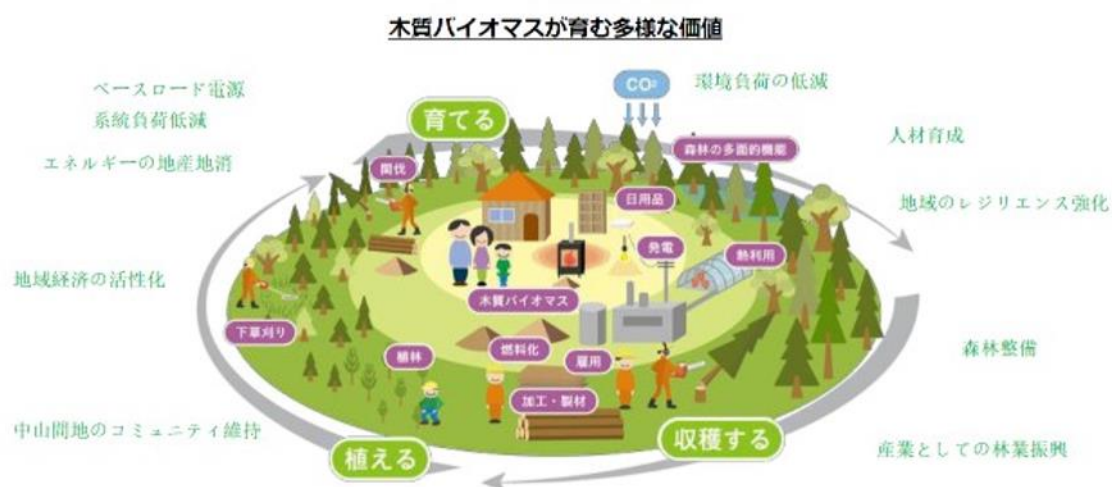 木質バイオマスが育む多様な価値
ベースロード電源
系統負荷低減
エネルギーの地産地消
地域経済の活性化
中山間地のコミュニティ維持
CO²
環境負荷の低減
人材育成
地域のレジリエンス強化
森林整備
産業としての林業振興
育てる
間伐
森林の多面的機能
日用品
発電
熱利用
木質バイオマス
下草刈り
植林
燃料化
雇用
加工・製材
植える
収穫する